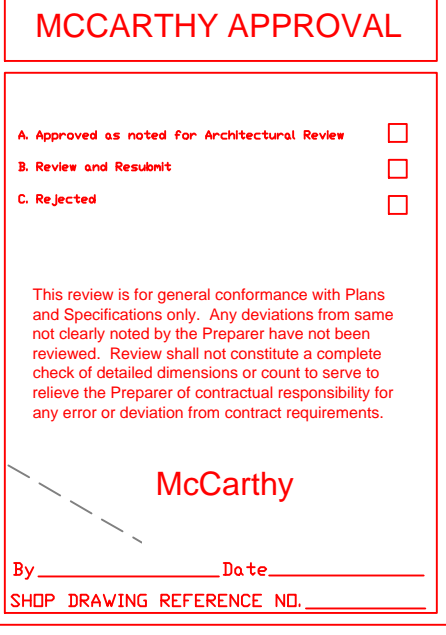 MCCARTHY APPROVAL
A. Approved as noted for Architectural Review
B. Review and Resubmit
C. Rejected
This review is for general conformance with Plans
and Specifications only. Any deviations from same
not clearly noted by the Preparer have not been
reviewed. Review shall not constitute a complete
check of detailed dimensions or count to serve to
relieve the Preparer of contractual responsibility for
any error or deviation from contract requirements.
McCarthy
By Date
SHOP DRAWING REFERENCE NO.